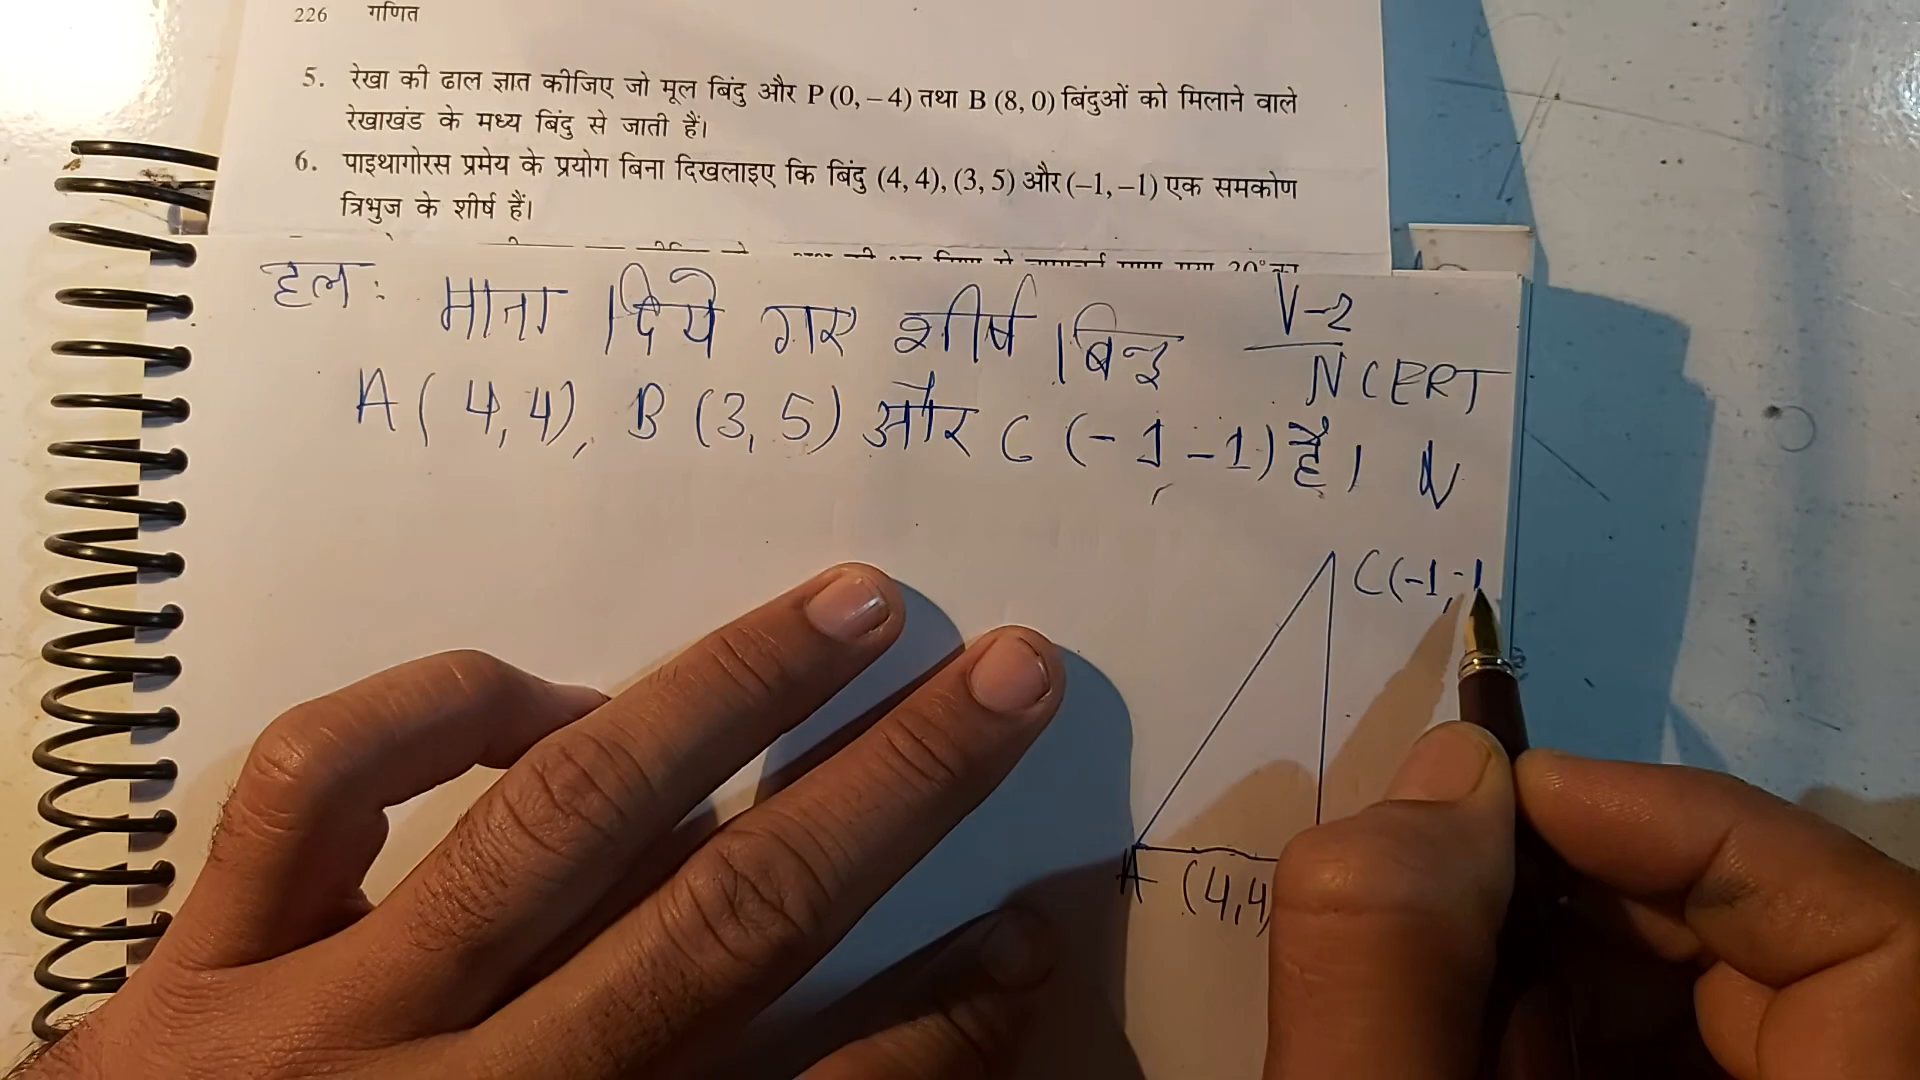 226 गणित
5. रेखा की ढाल ज्ञात कीजिए जो मूल बिंदु और P (0, – 4) तथा B (8, 0) बिंदुओं को मिलाने वाले
रेखाखंड के मध्य बिंदु से जाती हैं।
6. पाइथागोरस प्रमेय के प्रयोग बिना दिखलाइए कि बिंदु (4, 4), (3, 5) और (–1, –1) एक समकोण
त्रिभुज के शीर्ष हैं।
हल: माना दिये गए शीर्ष बिन्दु
V-2
NCERT
A(4,4), B(3,5) और C(-1,-1) है। N
C(-1,-1
A (4,4)